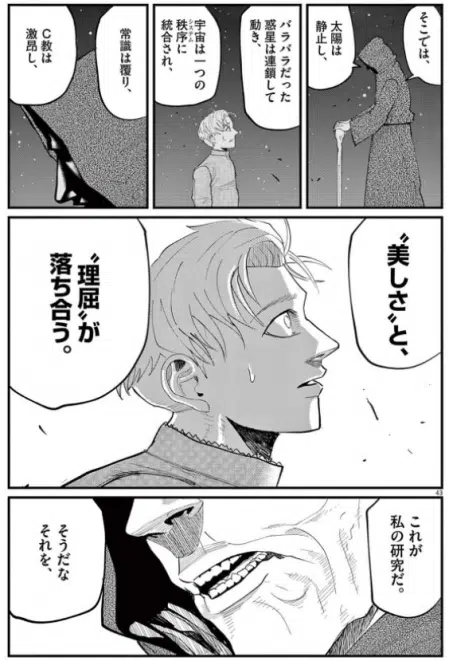 そこでは、
太陽は
静止し、
バラバラだった
惑星は連鎖して
動き、
宇宙は一つの
秩序に
システム
統合され、
常識は覆り、
C教は
激昂し、
〝美しさ〟と、
〝理屈〟が
落ち合う。
43
これが
私の研究だ。
そうだな
それを、